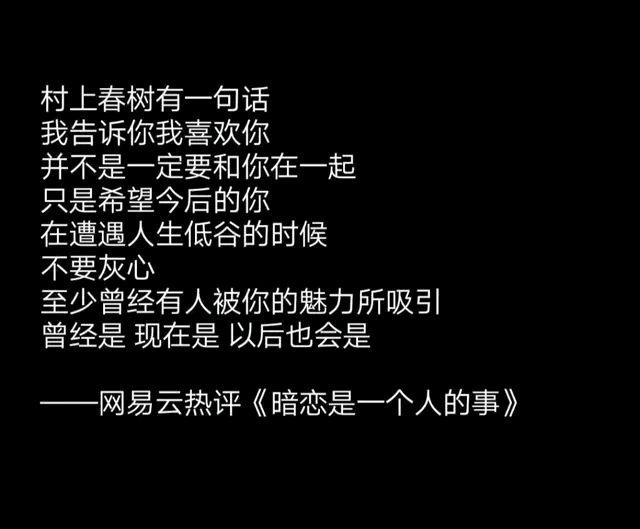 村上春树有一句话
我告诉你我喜欢你
并不是一定要和你在一起
只是希望今后的你
在遭遇人生低谷的时候
不要灰心
至少曾经有人被你的魅力所吸引
曾经是 现在是 以后也会是
——网易云热评《暗恋是一个人的事》